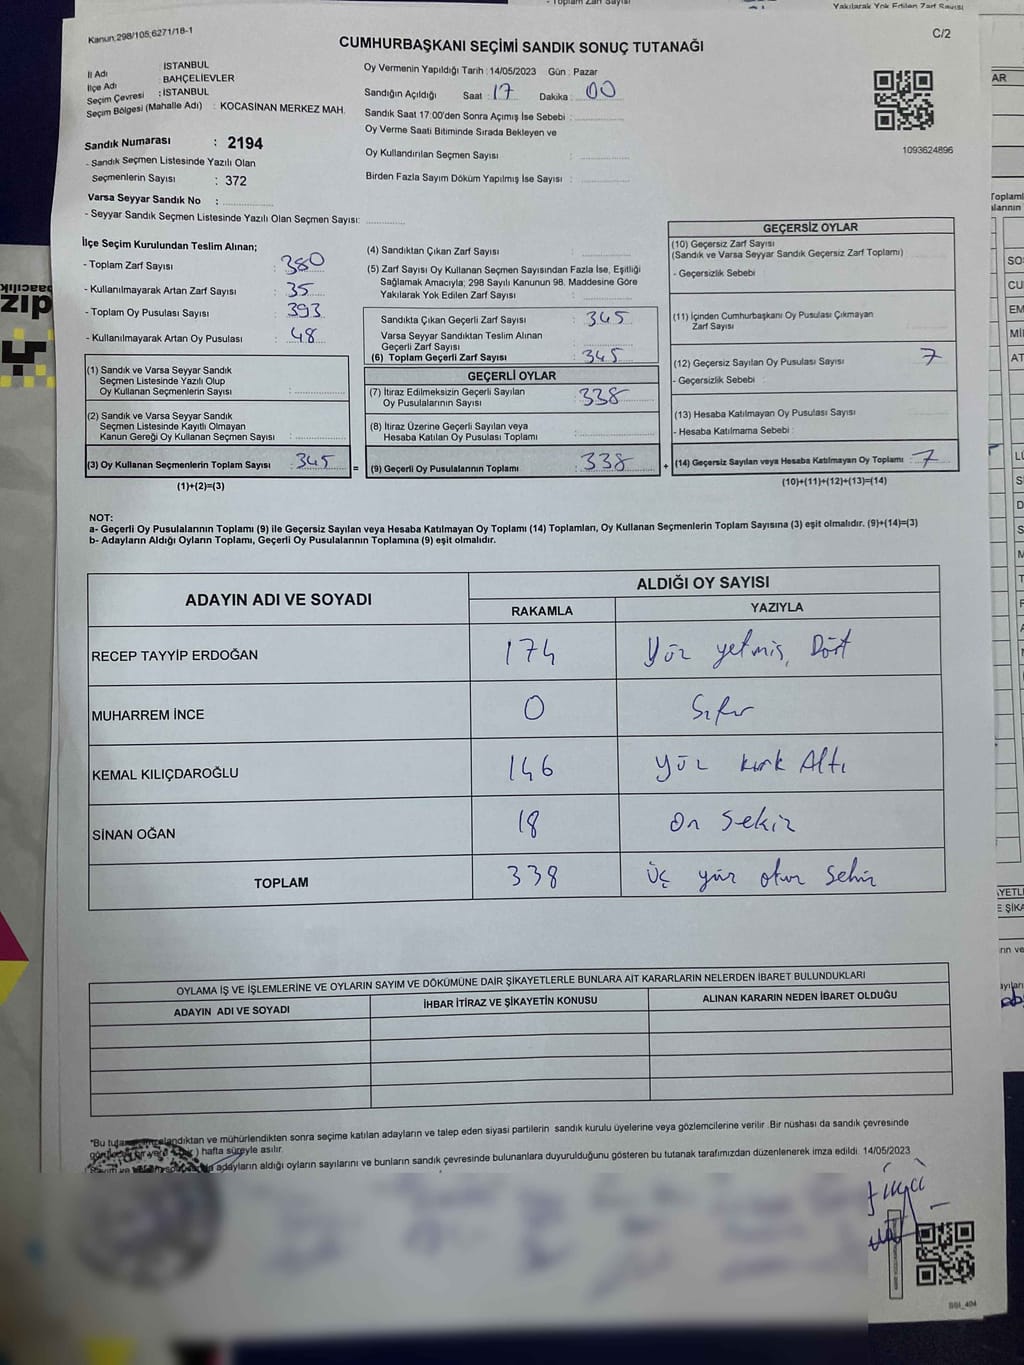 - Toplam Zarf Sayısı
Yakılarak Yok Edilen Zarf Sayısı
Kanun;298/105;6271/18-1
C/2
CUMHURBAŞKANI SEÇİMİ SANDIK SONUÇ TUTANAĞI
İl Adı : İSTANBUL
İlçe Adı : BAHÇELİEVLER
Seçim Çevresi : İSTANBUL
Seçim Bölgesi (Mahalle Adı) : KOCASİNAN MERKEZ MAH.
Oy Vermenin Yapıldığı Tarih : 14/05/2023 Gün : Pazar
Sandığın Açıldığı Saat : 17 Dakika : 00
Sandık Saat 17:00'den Sonra Açımış İse Sebebi :
Oy Verme Saati Bitiminde Sırada Bekleyen ve
Oy Kullandırılan Seçmen Sayısı :
Birden Fazla Sayım Döküm Yapılmış İse Sayısı :
1093624896
Sandık Numarası : 2194
- Sandık Seçmen Listesinde Yazılı Olan
Seçmenlerin Sayısı : 372
Varsa Seyyar Sandık No :
- Seyyar Sandık Seçmen Listesinde Yazılı Olan Seçmen Sayısı:
İlçe Seçim Kurulundan Teslim Alınan;
- Toplam Zarf Sayısı : 380
- Kullanılmayarak Artan Zarf Sayısı : 35
- Toplam Oy Pusulası Sayısı : 393
- Kullanılmayarak Artan Oy Pusulası : 48
(1) Sandık ve Varsa Seyyar Sandık
Seçmen Listesinde Yazılı Olup
Oy Kullanan Seçmenlerin Sayısı :
(2) Sandık ve Varsa Seyyar Sandık
Seçmen Listesinde Kayıtlı Olmayan
Kanun Gereği Oy Kullanan Seçmen Sayısı :
(3) Oy Kullanan Seçmenlerin Toplam Sayısı : 345
(1)+(2)=(3)
(4) Sandıktan Çıkan Zarf Sayısı :
(5) Zarf Sayısı Oy Kullanan Seçmen Sayısından Fazla İse, Eşitliği
Sağlamak Amacıyla; 298 Sayılı Kanunun 98. Maddesine Göre
Yakılarak Yok Edilen Zarf Sayısı :
Sandıkta Çıkan Geçerli Zarf Sayısı : 345
Varsa Seyyar Sandıktan Teslim Alınan
Geçerli Zarf Sayısı :
(6) Toplam Geçerli Zarf Sayısı : 345
GEÇERLİ OYLAR
(7) İtiraz Edilmeksizin Geçerli Sayılan
Oy Pusulalarının Sayısı : 338
(8) İtiraz Üzerine Geçerli Sayılan veya
Hesaba Katılan Oy Pusulası Toplamı :
= (9) Geçerli Oy Pusulalarının Toplamı : 338 +
GEÇERSİZ OYLAR
(10) Geçersiz Zarf Sayısı
(Sandık ve Varsa Seyyar Sandık Geçersiz Zarf Toplamı)
- Geçersizlik Sebebi
(11) İçinden Cumhurbaşkanı Oy Pusulası Çıkmayan
Zarf Sayısı
(12) Geçersiz Sayılan Oy Pusulası Sayısı 7
- Geçersizlik Sebebi :
(13) Hesaba Katılmayan Oy Pusulası Sayısı
- Hesaba Katılmama Sebebi :
(14) Geçersiz Sayılan veya Hesaba Katılmayan Oy Toplamı : 7
(10)+(11)+(12)+(13)=(14)
NOT:
a- Geçerli Oy Pusulalarının Toplamı (9) ile Geçersiz Sayılan veya Hesaba Katılmayan Oy Toplamı (14) Toplamları, Oy Kullanan Seçmenlerin Toplam Sayısına (3) eşit olmalıdır. (9)+(14)=(3)
b- Adayların Aldığı Oyların Toplamı, Geçerli Oy Pusulalarının Toplamına (9) eşit olmalıdır.
ADAYIN ADI VE SOYADI ALDIĞI OY SAYISI
RAKAMLA YAZIYLA
RECEP TAYYİP ERDOĞAN 174 Yüz yetmiş, Dört
MUHARREM İNCE 0 Sıfır
KEMAL KILIÇDAROĞLU 146 Yüz kırk Altı
SİNAN OĞAN 18 On Sekiz
TOPLAM 338 Üç yüz otuz Sekiz
OYLAMA İŞ VE İŞLEMLERİNE VE OYLARIN SAYIM VE DÖKÜMÜNE DAİR ŞİKAYETLERLE BUNLARA AİT KARARLARIN NELERDEN İBARET BULUNDUKLARI
ADAYIN ADI VE SOYADI İHBAR İTİRAZ VE ŞİKAYETİN KONUSU ALINAN KARARIN NEDEN İBARET OLDUĞU
*Bu imzalandıktan ve mühürlendikten sonra seçime katılan adayların ve talep eden siyasi partilerin sandık kurulu üyelerine veya gözlemcilerine verilir .Bir nüshası da sandık çevresinde
) hafta süreyle asılır.
adayların aldığı oyların sayılarını ve bunların sandık çevresinde bulunanlara duyurulduğunu gösteren bu tutanak tarafımızdan düzenlenerek imza edildi. 14/05/2023